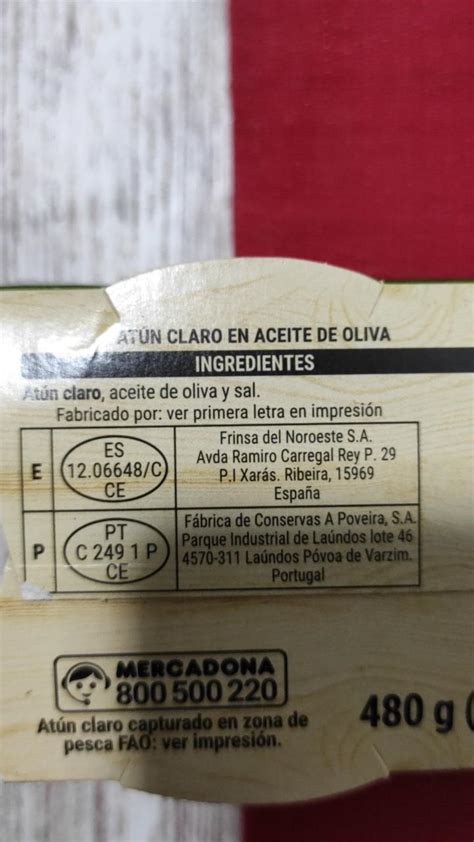 ATÚN CLARO EN ACEITE DE OLIVA
INGREDIENTES
Atún claro, aceite de oliva y sal.
Fabricado por: ver primera letra en impresión
E
ES
12.06648/C
CE
Frinsa del Noroeste S.A.
Avda Ramiro Carregal Rey P. 29
P.I Xarás. Ribeira, 15969
España
P
PT
C 249 1 P
CE
Fábrica de Conservas A Poveira, S.A.
Parque Industrial de Laúndos lote 46
4570-311 Laúndos Póvoa de Varzim.
Portugal
MERCADONA
800 500 220
Atún claro capturado en zona de
pesca FAO: ver impresión.
480 g (